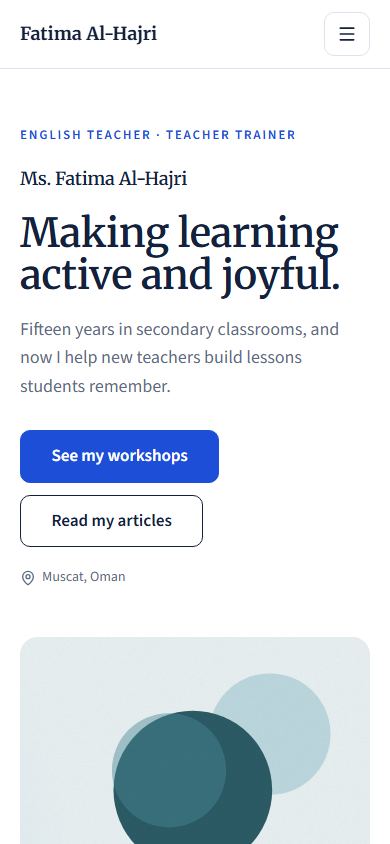 Fatima Al-Hajri
ENGLISH TEACHER · TEACHER TRAINER
Ms. Fatima Al-Hajri
Making learning
active and joyful.
Fifteen years in secondary classrooms, and
now I help new teachers build lessons
students remember.
See my workshops
Read my articles
Muscat, Oman